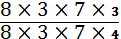 8 × 3 × 7 × 3
8 × 3 × 7 × 4